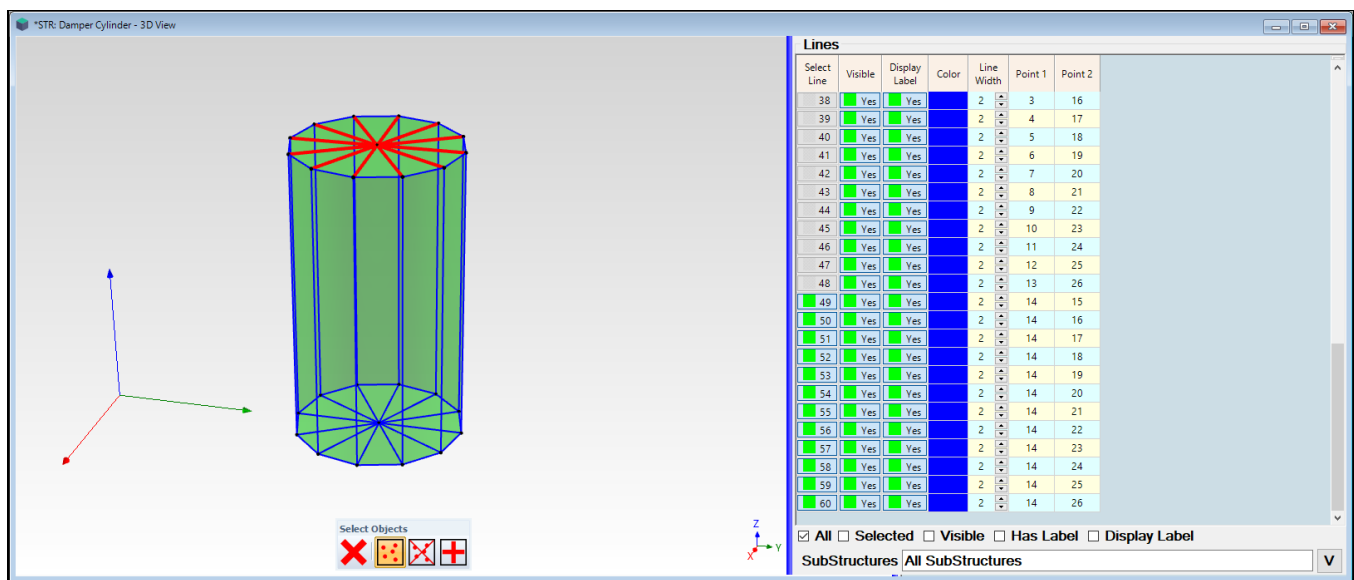 *STR: Damper Cylinder - 3D View
Lines
Select Line Visible Display Label Color Line Width Point 1 Point 2
38 Yes Yes 2 3 16
39 Yes Yes 2 4 17
40 Yes Yes 2 5 18
41 Yes Yes 2 6 19
42 Yes Yes 2 7 20
43 Yes Yes 2 8 21
44 Yes Yes 2 9 22
45 Yes Yes 2 10 23
46 Yes Yes 2 11 24
47 Yes Yes 2 12 25
48 Yes Yes 2 13 26
49 Yes Yes 2 14 15
50 Yes Yes 2 14 16
51 Yes Yes 2 14 17
52 Yes Yes 2 14 18
53 Yes Yes 2 14 19
54 Yes Yes 2 14 20
55 Yes Yes 2 14 21
56 Yes Yes 2 14 22
57 Yes Yes 2 14 23
58 Yes Yes 2 14 24
59 Yes Yes 2 14 25
60 Yes Yes 2 14 26
Select Objects
Z
Y
X
All Selected Visible Has Label Display Label
SubStructures All SubStructures V